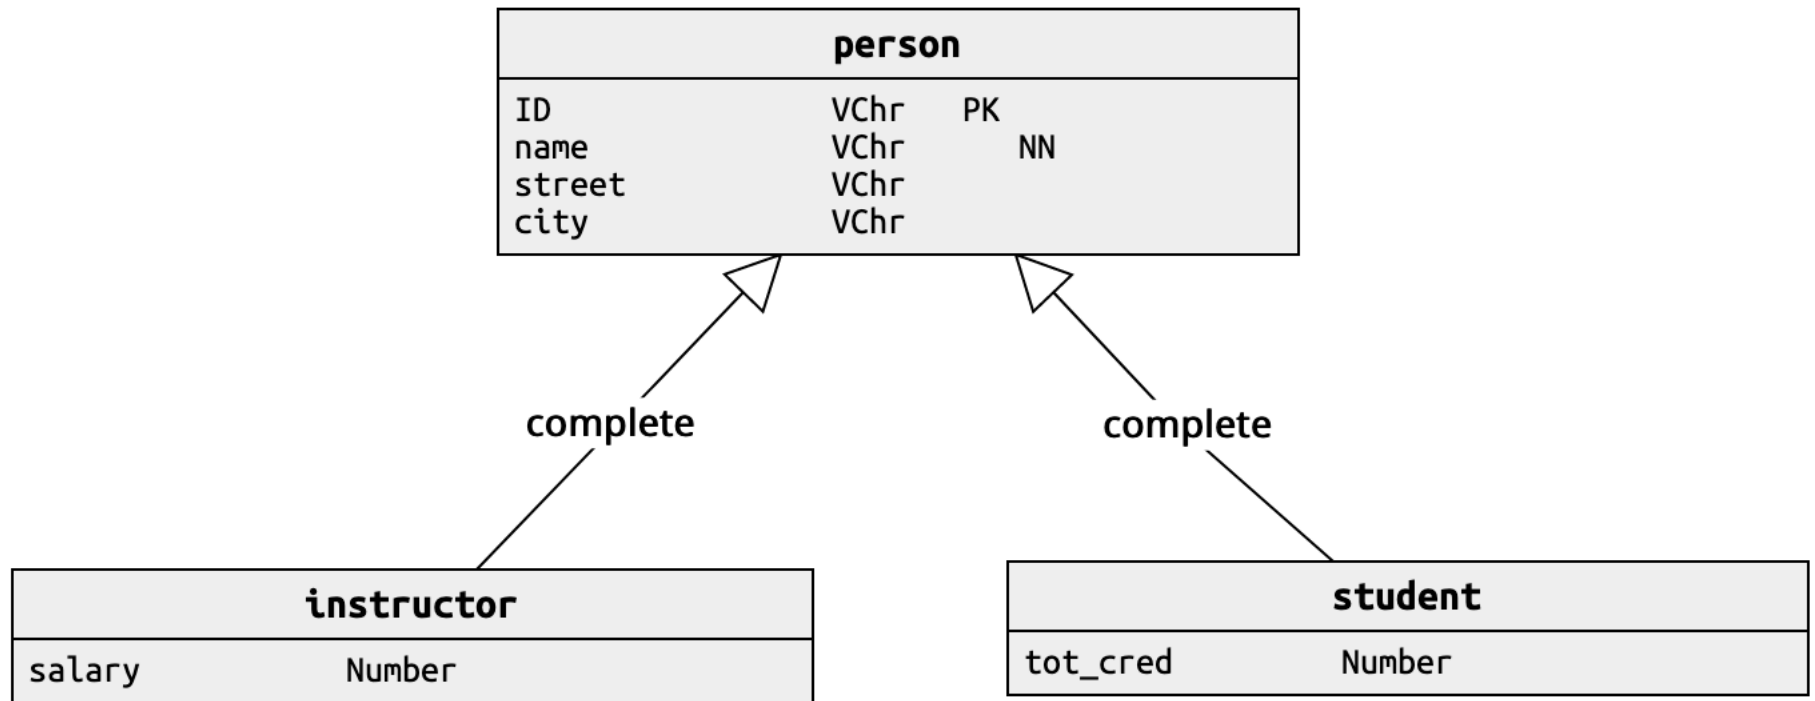 person
ID VChr PK
name VChr NN
street VChr
city VChr
complete complete
instructor
salary Number
student
tot_cred Number